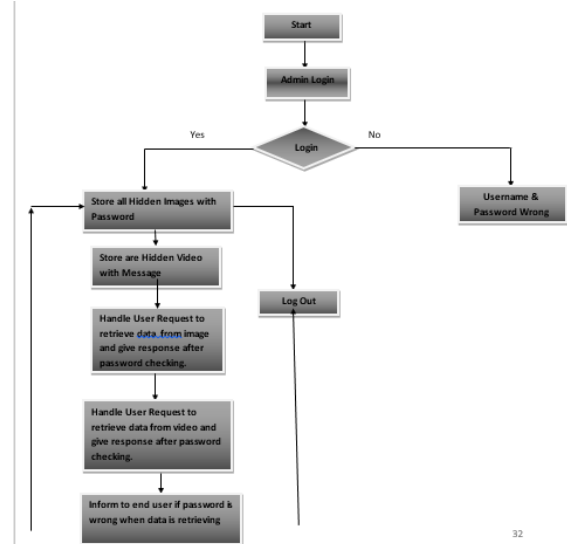 Start
Admin Login
Login
Yes
No
Store all Hidden Images with
Password
Username &
Password Wrong
Store are Hidden Video
with Message
Log Out
Handle User Request to
retrieve data from image
and give response after
password checking.
Handle User Request to
retrieve data from video and
give response after password
checking.
Inform to end user if password is
wrong when data is retrieving
32